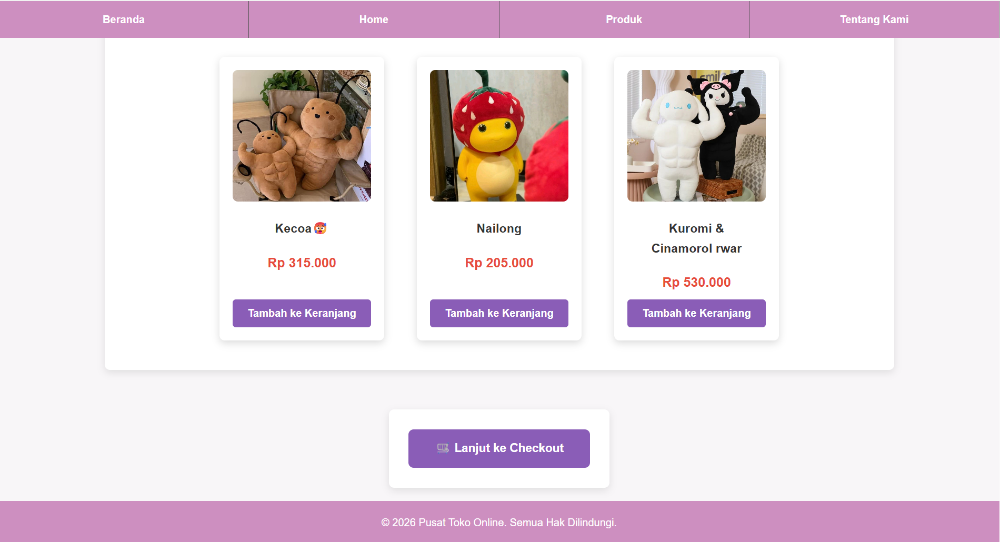 Beranda
Home
Produk
Tentang Kami
smil
Kecoa🥵
Nailong
Kuromi &
Cinamorol rwar
Rp 315.000
Rp 205.000
Rp 530.000
Tambah ke Keranjang
Tambah ke Keranjang
Tambah ke Keranjang
🛒 Lanjut ke Checkout
© 2026 Pusat Toko Online. Semua Hak Dilindungi.